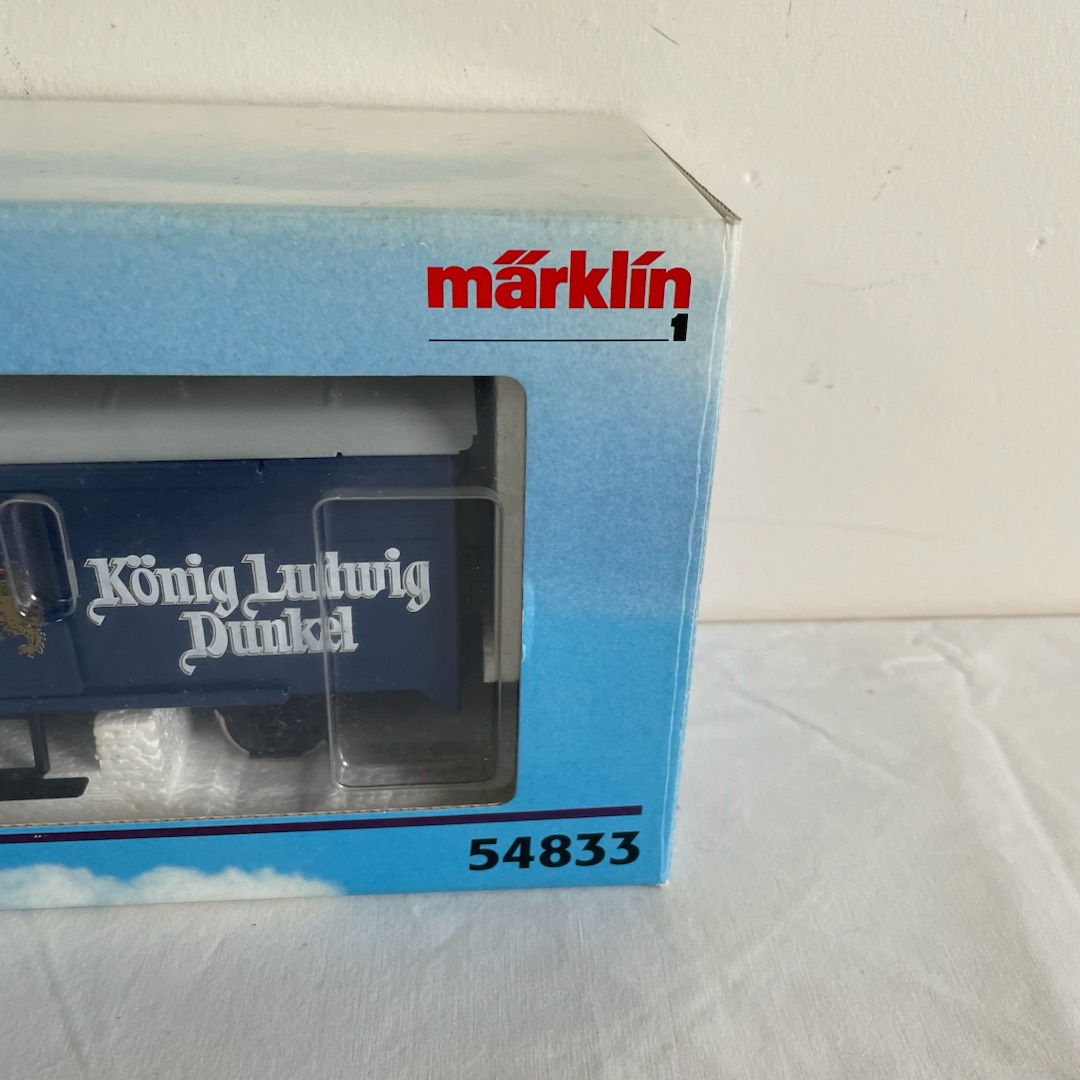 märklin
1
König Ludwig
Dunkel
54833